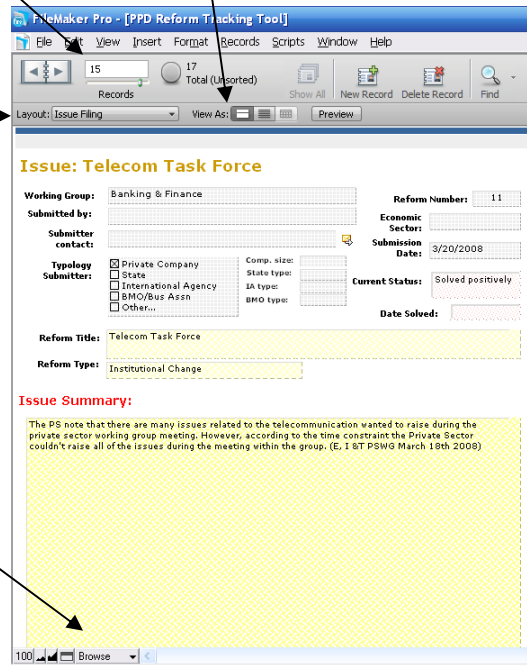 FileMaker Pro - [PPD Reform Tracking Tool]
File Edit View Insert Format Records Scripts Window Help
15
17
Total (Unsorted)
Records
Show All New Record Delete Record Find
Layout: Issue Filing View As: Preview
Issue: Telecom Task Force
Working Group: Banking & Finance
Reform Number: 11
Submitted by:
Economic Sector:
Submitter contact:
Submission Date: 3/20/2008
Typology Submitter:
Private Company
State
International Agency
BMO/Bus Assn
Other...
Comp. size:
State type:
IA type:
BMO type:
Current Status: Solved positively
Date Solved:
Reform Title: Telecom Task Force
Reform Type: Institutional Change
Issue Summary:
The PS note that there are many issues related to the telecommunication wanted to raise during the
private sector working group meeting. However, according to the time constraint the Private Sector
couldn't raise all of the issues during the meeting within the group. (E, I &T PSWG March 18th 2008)
100 Browse